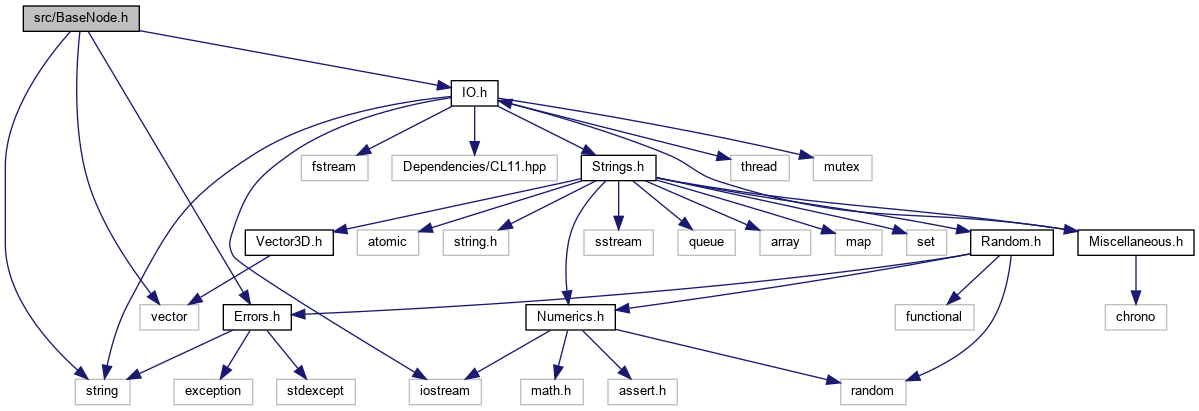 src/BaseNode.h
IO.h
fstream
Dependencies/CL11.hpp
Strings.h
thread
mutex
Vector3D.h
atomic
string.h
sstream
queue
array
map
set
Random.h
Miscellaneous.h
vector
Errors.h
Numerics.h
functional
chrono
string
exception
stdexcept
iostream
math.h
assert.h
random